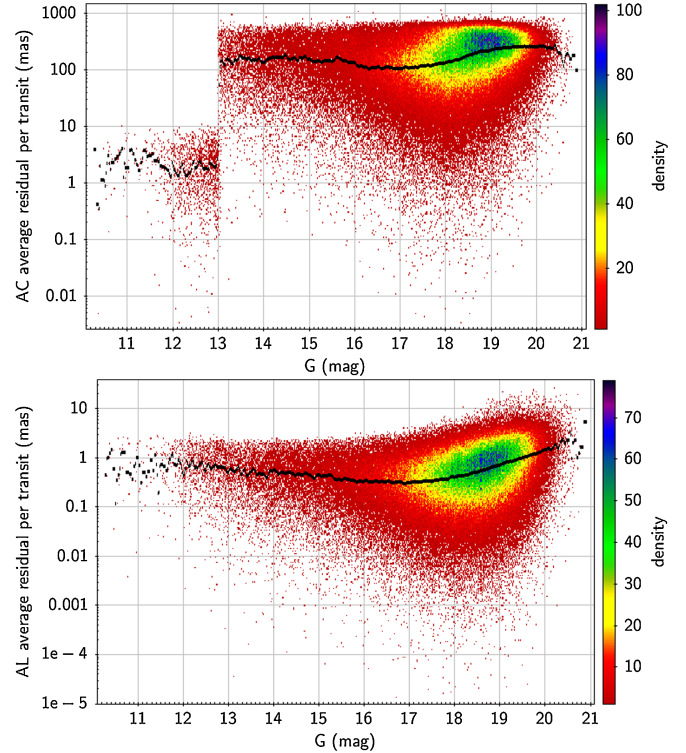 AC average residual per transit (mas)
1000
100
10
1
0.1
0.01
11 12 13 14 15 16 17 18 19 20 21
G (mag)
100
80
60
40
20
density
AL average residual per transit (mas)
10
1
0.1
0.01
0.001
1e − 4
1e − 5
11 12 13 14 15 16 17 18 19 20 21
G (mag)
70
60
50
40
30
20
10
density